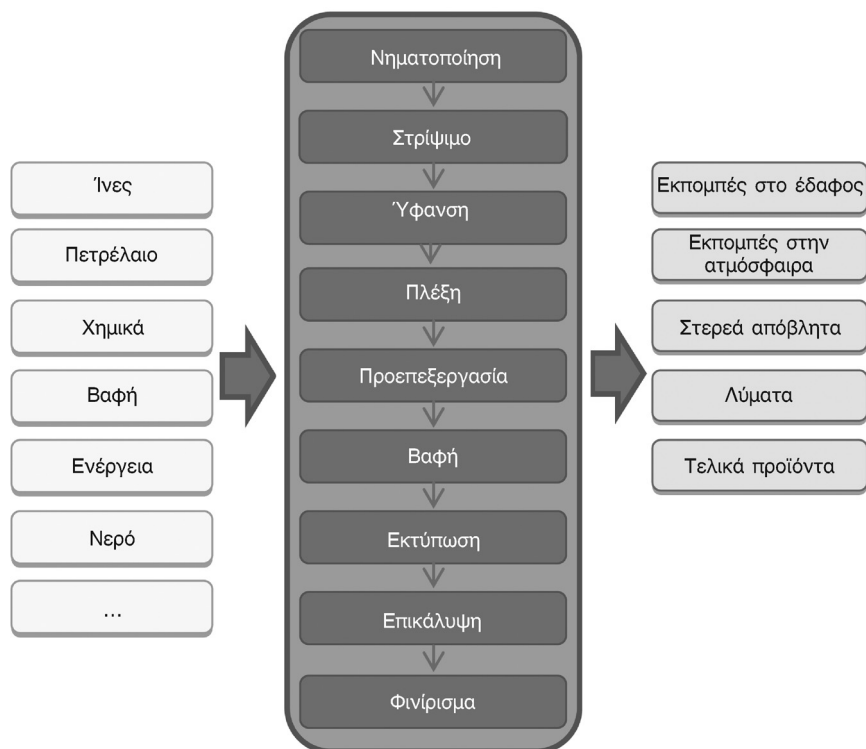 Ίνες
Πετρέλαιο
Χημικά
Βαφή
Ενέργεια
Νερό
...
Νηματοποίηση
Στρίψιμο
Ύφανση
Πλέξη
Προεπεξεργασία
Βαφή
Εκτύπωση
Επικάλυψη
Φινίρισμα
Εκπομπές στο έδαφος
Εκπομπές στην
ατμόσφαιρα
Στερεά απόβλητα
Λύματα
Τελικά προϊόντα